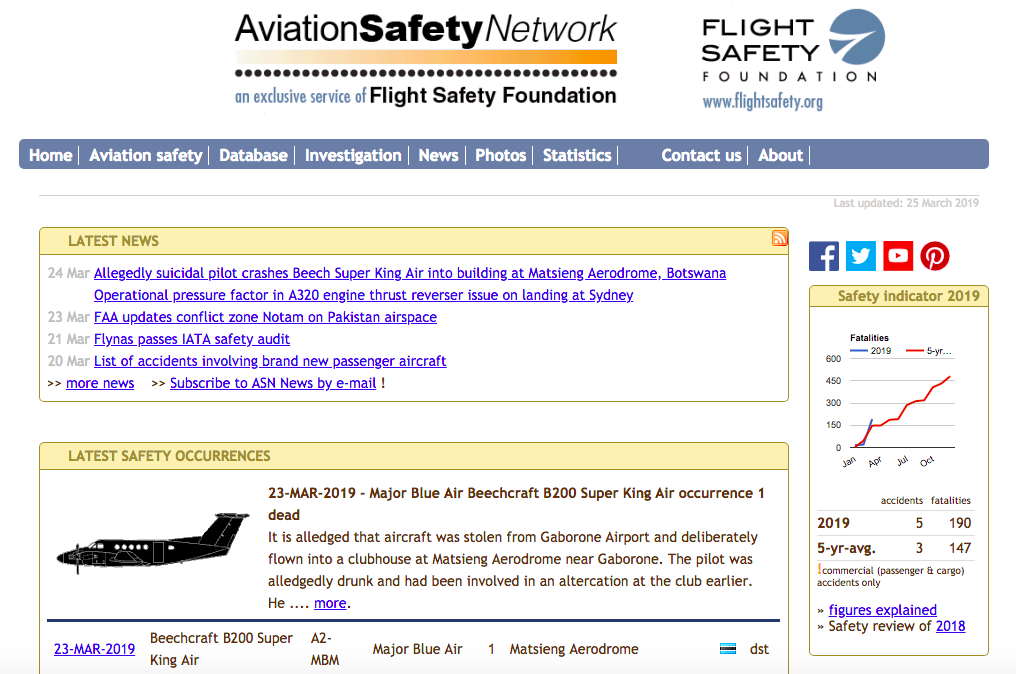 AviationSafetyNetwork
an exclusive service of Flight Safety Foundation
FLIGHT
SAFETY
FOUNDATION
www.flightsafety.org
Home Aviation safety Database Investigation News Photos Statistics Contact us About
Last updated: 25 March 2019
LATEST NEWS
24 Mar Allegedly suicidal pilot crashes Beech Super King Air into building at Matsieng Aerodrome, Botswana
Operational pressure factor in A320 engine thrust reverser issue on landing at Sydney
23 Mar FAA updates conflict zone Notam on Pakistan airspace
21 Mar Flynas passes IATA safety audit
20 Mar List of accidents involving brand new passenger aircraft
>> more news >> Subscribe to ASN News by e-mail !
LATEST SAFETY OCCURRENCES
23-MAR-2019 - Major Blue Air Beechcraft B200 Super King Air occurrence 1
dead
It is alledged that aircraft was stolen from Gaborone Airport and deliberately
flown into a clubhouse at Matsieng Aerodrome near Gaborone. The pilot was
alledgedly drunk and had been involved in an altercation at the club earlier.
He .... more.
23-MAR-2019 Beechcraft B200 Super King Air A2-MBM Major Blue Air 1 Matsieng Aerodrome dst
Safety indicator 2019
Fatalities
2019 5-yr...
600
450
300
150
0
Jan Apr Jul Oct
accidents fatalities
2019 5 190
5-yr-avg. 3 147
!commercial (passenger & cargo)
accidents only
» figures explained
» Safety review of 2018